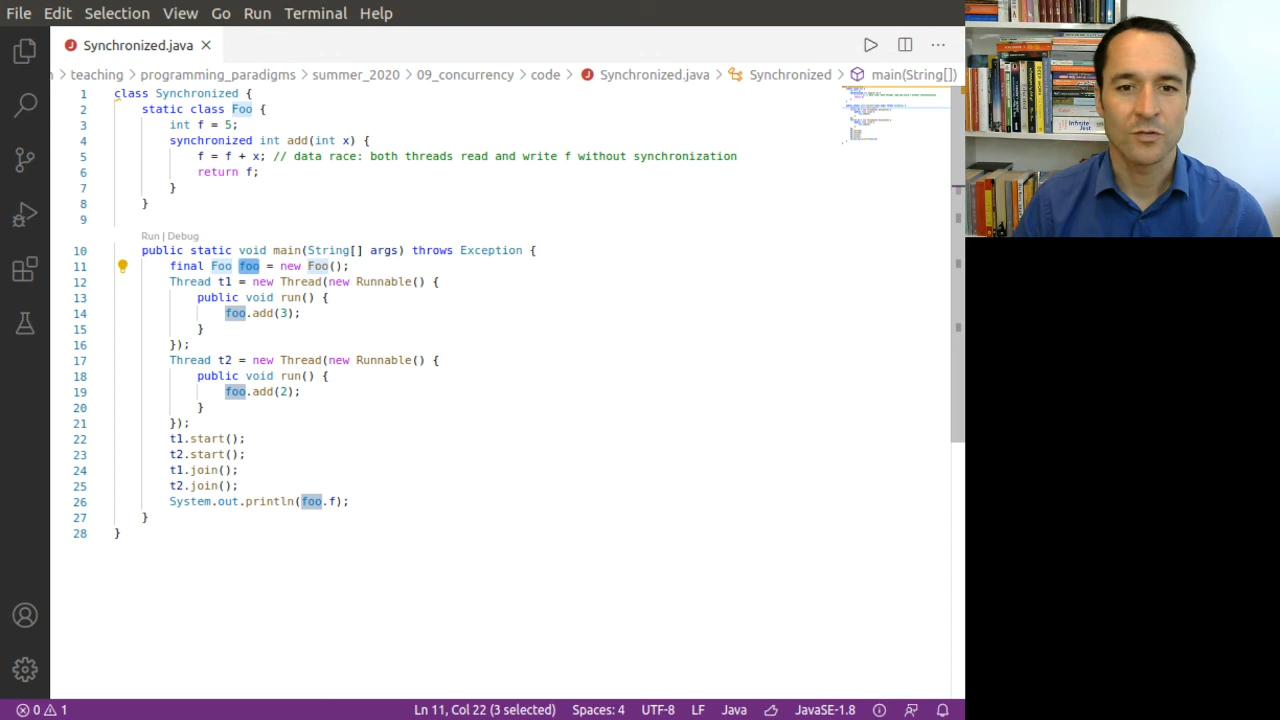 File Edit Selection View Go Run Terminal Help
Synchronized.java
teaching > programming_paradigms > summer_2020 > 09_concurrency > code > Synchronized.java > Synchronized > main(String[])
1 class Synchronized {
2 static class Foo {
3 int f = 5;
4 synchronized int add(int x) {
5 f = f + x; // data race: both threads read and write f without synchronization
6 return f;
7 }
8 }
9
Run | Debug
10 public static void main(String[] args) throws Exception {
11 final Foo foo = new Foo();
12 Thread t1 = new Thread(new Runnable() {
13 public void run() {
14 foo.add(3);
15 }
16 });
17 Thread t2 = new Thread(new Runnable() {
18 public void run() {
19 foo.add(2);
20 }
21 });
22 t1.start();
23 t2.start();
24 t1.join();
25 t2.join();
26 System.out.println(foo.f);
27 }
28 }
Infinite
Jest
0 1 Ln 11, Col 22 (3 selected) Spaces: 4 UTF-8 LF Java JavaSE-1.8